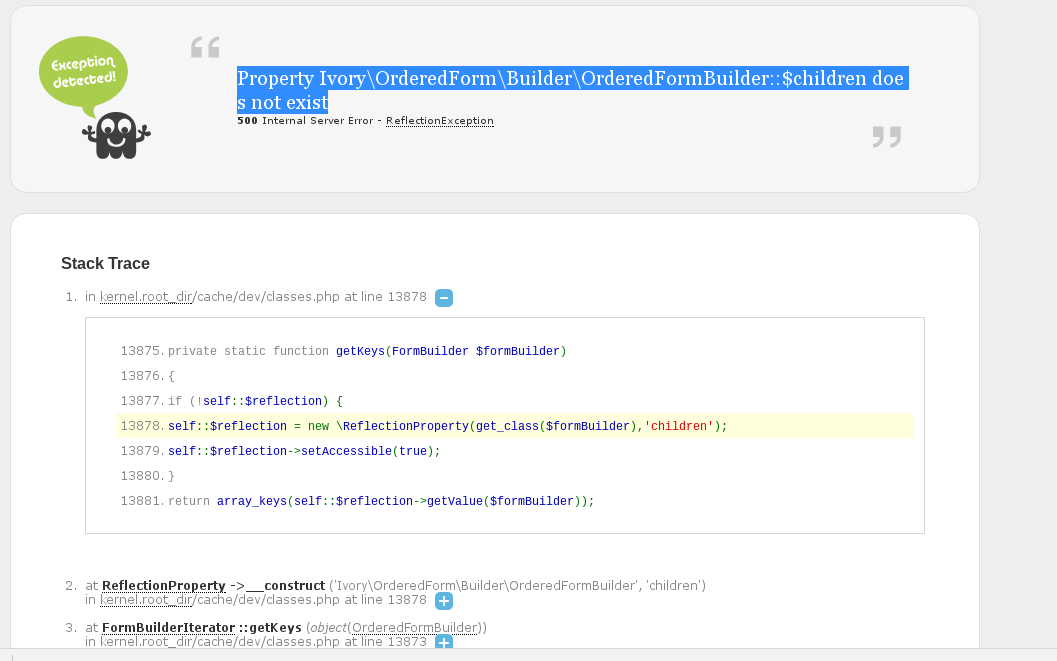 Exception
detected!
“
Property Ivory\OrderedForm\Builder\OrderedFormBuilder::$children doe
s not exist
500 Internal Server Error - ReflectionException
”
Stack Trace
1. in kernel.root_dir/cache/dev/classes.php at line 13878
13875. private static function getKeys(FormBuilder $formBuilder)
13876. {
13877. if (!self::$reflection) {
13878. self::$reflection = new \ReflectionProperty(get_class($formBuilder),'children');
13879. self::$reflection->setAccessible(true);
13880. }
13881. return array_keys(self::$reflection->getValue($formBuilder));
2. at ReflectionProperty ->__construct ('Ivory\OrderedForm\Builder\OrderedFormBuilder', 'children')
in kernel.root_dir/cache/dev/classes.php at line 13878
3. at FormBuilderIterator ::getKeys (object(OrderedFormBuilder))
in kernel.root_dir/cache/dev/classes.php at line 13873